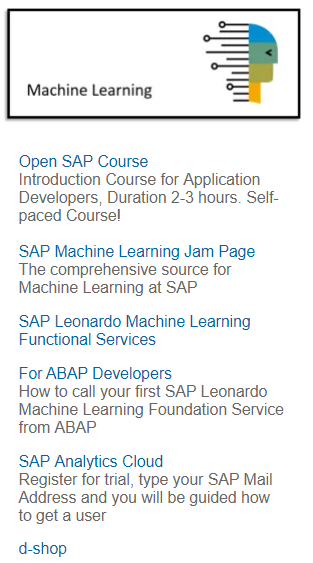 Machine Learning
Open SAP Course
Introduction Course for Application
Developers, Duration 2-3 hours. Self-
paced Course!
SAP Machine Learning Jam Page
The comprehensive source for
Machine Learning at SAP
SAP Leonardo Machine Learning
Functional Services
For ABAP Developers
How to call your first SAP Leonardo
Machine Learning Foundation Service
from ABAP
SAP Analytics Cloud
Register for trial, type your SAP Mail
Address and you will be guided how
to get a user
d-shop